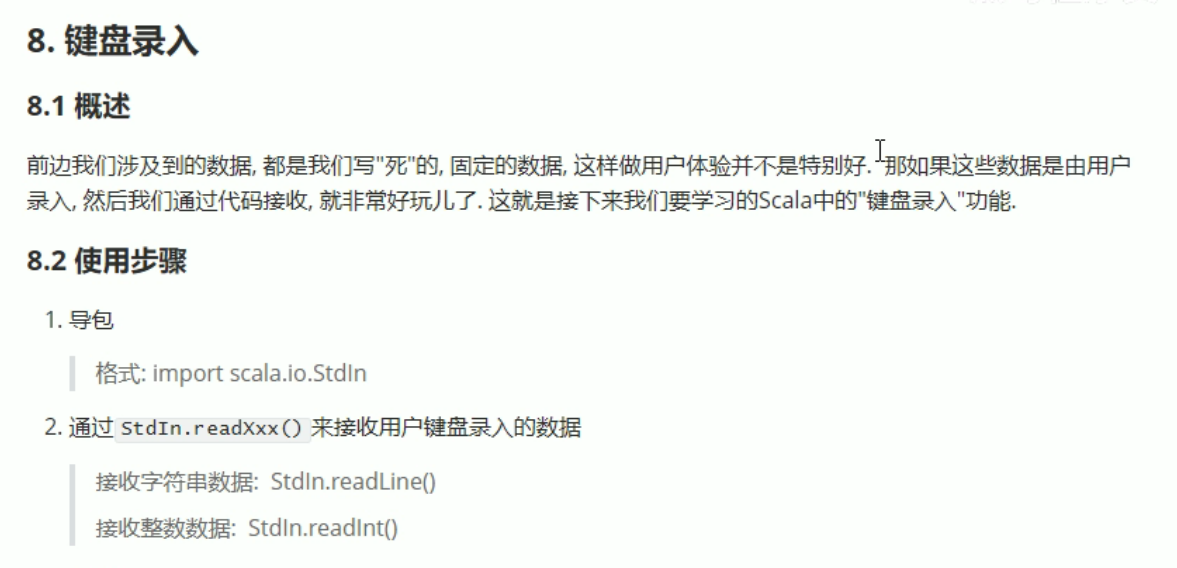 8. 键盘录入
8.1 概述
前边我们涉及到的数据, 都是我们写"死"的, 固定的数据, 这样做用户体验并不是特别好. 那如果这些数据是由用户
录入, 然后我们通过代码接收, 就非常好玩儿了. 这就是接下来我们要学习的Scala中的"键盘录入"功能.
8.2 使用步骤
1. 导包
格式: import scala.io.StdIn
2. 通过 StdIn.readXxx() 来接收用户键盘录入的数据
接收字符串数据: StdIn.readLine()
接收整数数据: StdIn.readInt()